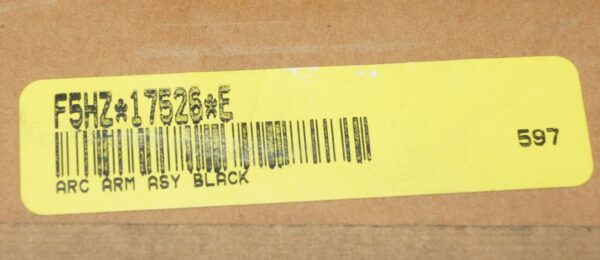 F5HZ*17526*E
597
ARC ARM ASY BLACK